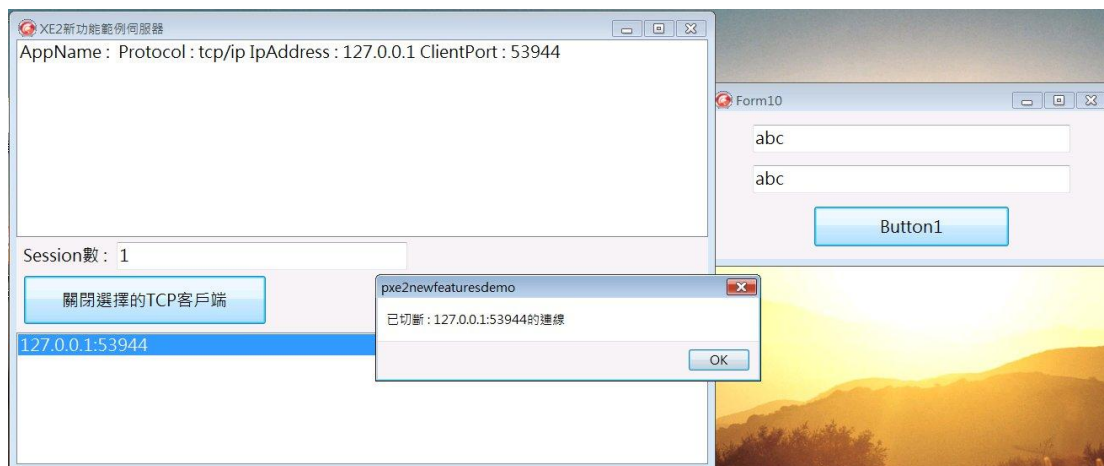 XE2新功能範例伺服器
AppName : Protocol : tcp/ip IpAddress : 127.0.0.1 ClientPort : 53944
Session數 : 1
關閉選擇的TCP客戶端
127.0.0.1:53944
pxe2newfeaturesdemo
已切斷 : 127.0.0.1:53944的連線
OK
Form10
abc
abc
Button1